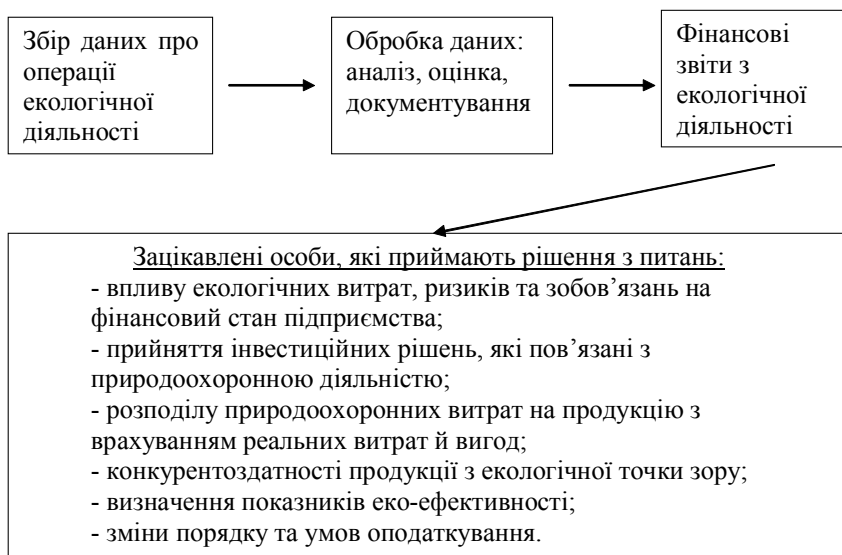 Збір даних про
операції
екологічної
діяльності
Обробка даних:
аналіз, оцінка,
документування
Фінансові
звіти з
екологічної
діяльності
Зацікавлені особи, які приймають рішення з питань:
- впливу екологічних витрат, ризиків та зобов’язань на
фінансовий стан підприємства;
- прийняття інвестиційних рішень, які пов’язані з
природоохоронною діяльністю;
- розподілу природоохоронних витрат на продукцію з
врахуванням реальних витрат й вигод;
- конкурентоздатності продукції з екологічної точки зору;
- визначення показників еко-ефективності;
- зміни порядку та умов оподаткування.